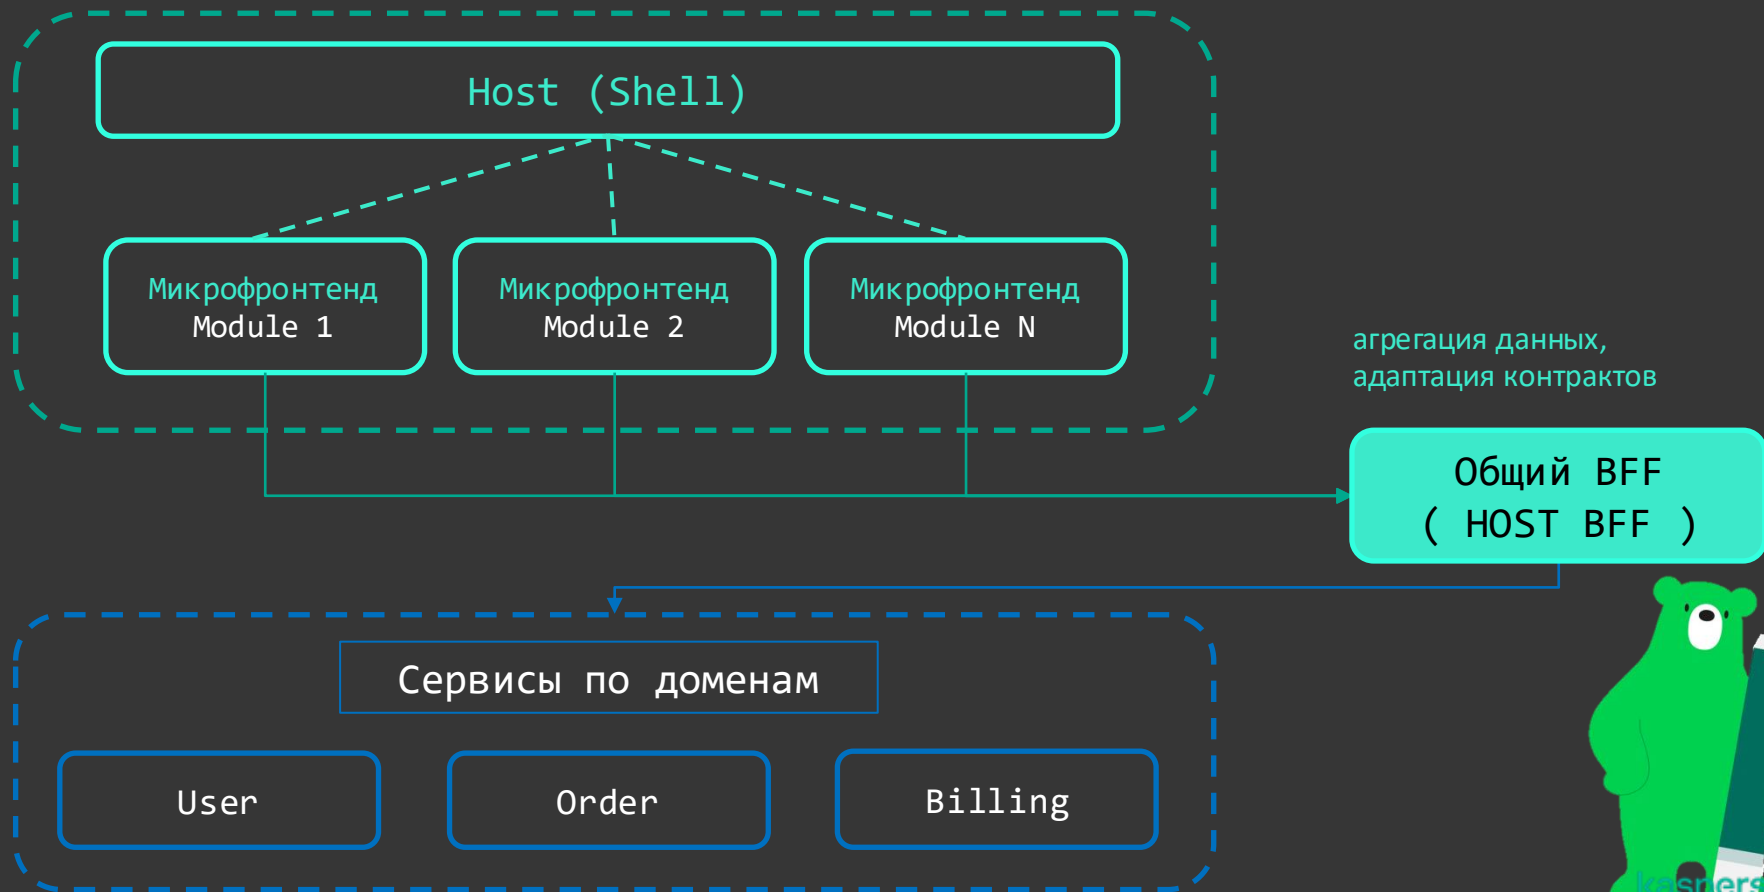 Host (Shell)
Микрофронтенд
Module 1
Микрофронтенд
Module 2
Микрофронтенд
Module N
агрегация данных,
адаптация контрактов
Общий BFF
( HOST BFF )
Сервисы по доменам
User
Order
Billing